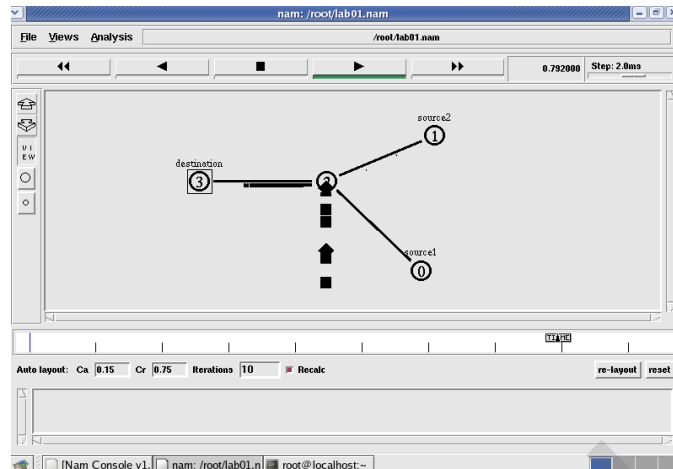 nam: /root/lab01.nam
File Views Analysis /root/lab01.nam
0.792000 Step: 2.0ms
V I
E W
source2
1
destination
3
2
source1
0
TIME
Auto layout: Ca 0.15 Cr 0.75 Iterations 10 Recalc re-layout reset
[Nam Console v1. nam: /root/lab01.n root@localhost:~